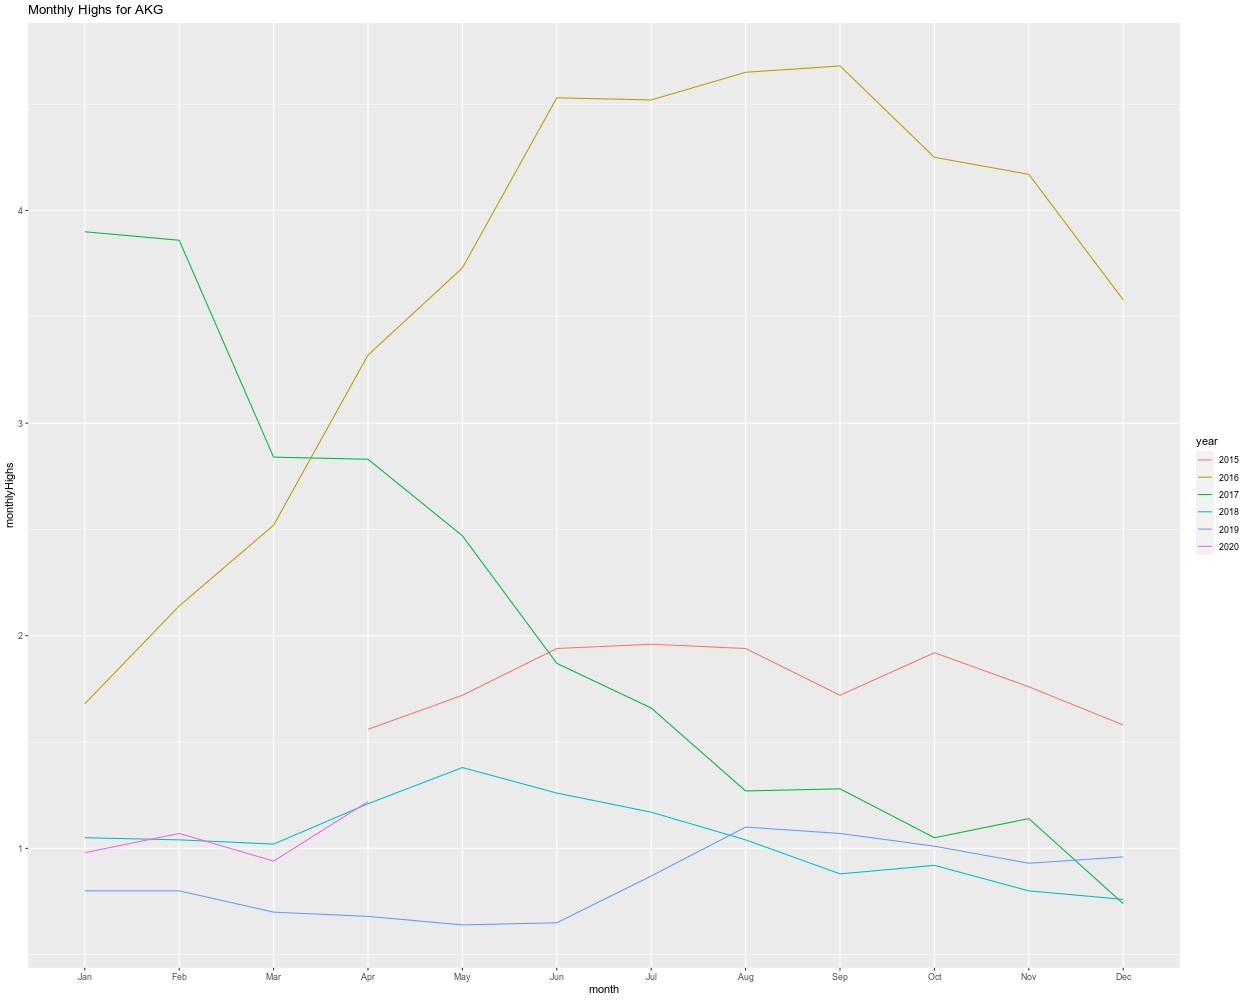 Monthly Highs for AKG
monthlyHighs
4
3
2
1
Jan Feb Mar Apr May Jun Jul Aug Sep Oct Nov Dec
month
year
2015
2016
2017
2018
2019
2020